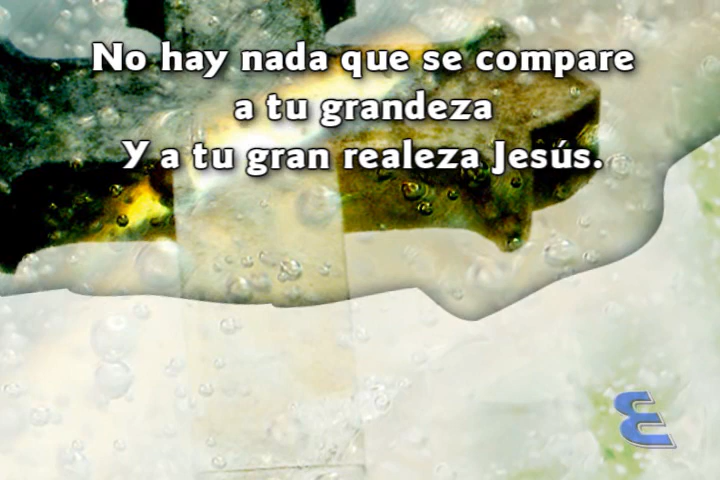 No hay nada que se compare
a tu grandeza
Y a tu gran realeza Jesús.